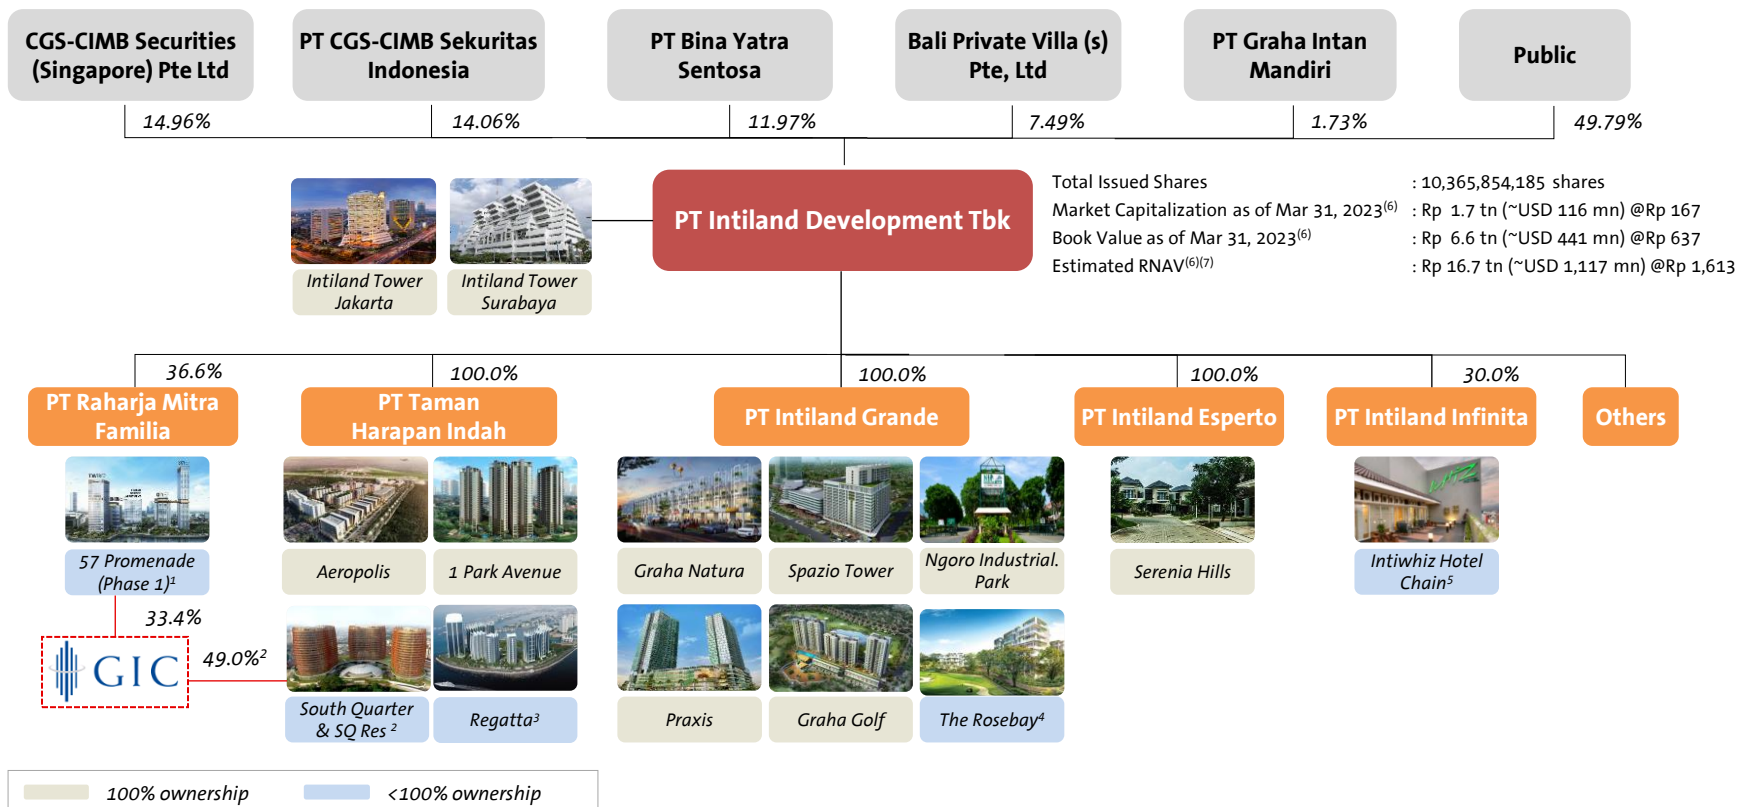 CGS-CIMB Securities
(Singapore) Pte Ltd
PT CGS-CIMB Sekuritas
Indonesia
PT Bina Yatra
Sentosa
Bali Private Villa (s)
Pte, Ltd
PT Graha Intan
Mandiri
Public
14.96%
14.06%
11.97%
7.49%
1.73%
49.79%
PT Intiland Development Tbk
Intiland Tower
Jakarta
Intiland Tower
Surabaya
Total Issued Shares : 10,365,854,185 shares
Market Capitalization as of Mar 31, 2023(6) : Rp 1.7 tn (~USD 116 mn) @Rp 167
Book Value as of Mar 31, 2023(6) : Rp 6.6 tn (~USD 441 mn) @Rp 637
Estimated RNAV(6)(7) : Rp 16.7 tn (~USD 1,117 mn) @Rp 1,613
36.6%
100.0%
100.0%
100.0%
30.0%
PT Raharja Mitra
Familia
PT Taman
Harapan Indah
PT Intiland Grande
PT Intiland Esperto
PT Intiland Infinita
Others
57 Promenade
(Phase 1)1
Aeropolis
1 Park Avenue
Graha Natura
Spazio Tower
Ngoro Industrial.
Park
Serenia Hills
Intiwhiz Hotel
Chain5
33.4%
GIC
49.0%2
South Quarter
& SQ Res 2
Regatta3
Praxis
Graha Golf
The Rosebay4
100% ownership
<100% ownership